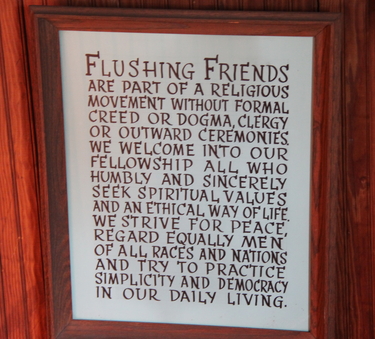 FLUSHING FRIENDS
ARE PART OF A RELIGIOUS
MOVEMENT WITHOUT FORMAL
CREED OR DOGMA, CLERGY
OR OUTWARD CEREMONIES.
WE WELCOME INTO OUR
FELLOWSHIP ALL WHO
HUMBLY AND SINCERELY
SEEK SPIRITUAL VALUES
AND AN ETHICAL WAY OF LIFE.
WE STRIVE FOR PEACE,
REGARD EQUALLY MEN
OF ALL RACES AND NATIONS
AND TRY TO PRACTICE
SIMPLICITY AND DEMOCRACY
IN OUR DAILY LIVING.